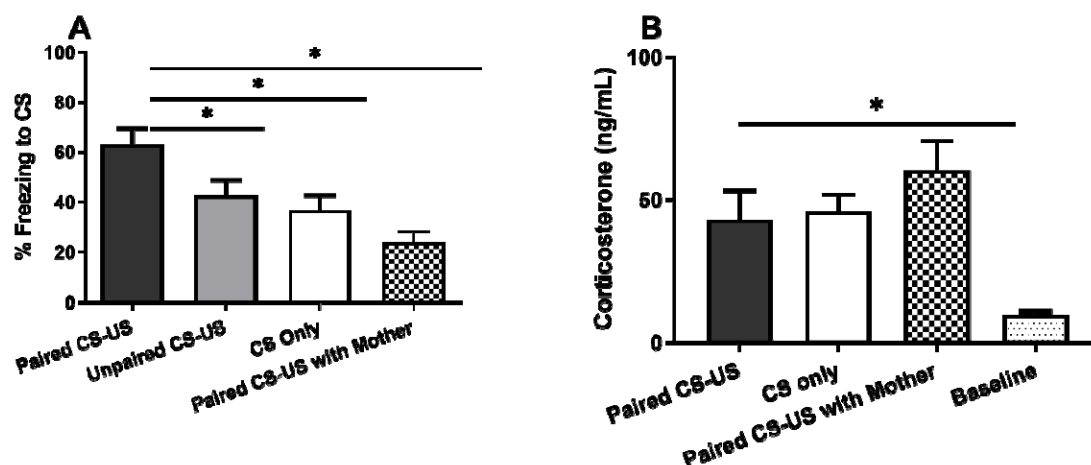 A
% Freezing to CS
100
80
60
40
20
0
*
*
*
Paired CS-US
Unpaired CS-US
CS Only
Paired CS-US with Mother
B
Corticosterone (ng/mL)
100
50
0
*
Paired CS-US
CS only
Paired CS-US with Mother
Baseline